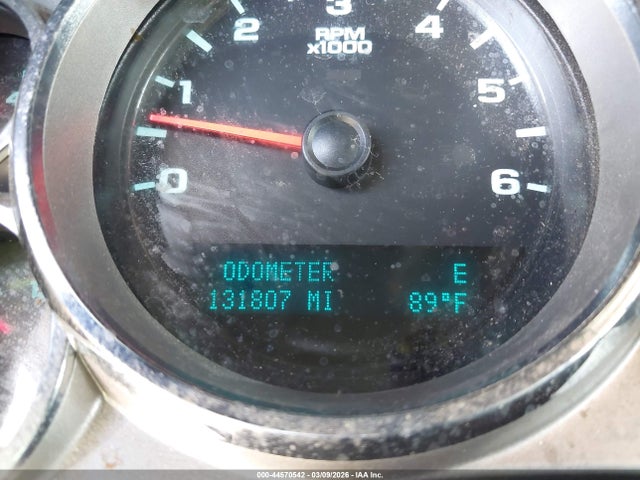 3
2 4
RPM
x1000
1 5
0 6
ODOMETER E
131807 MI 89°F
000-44570542 - 03/09/2026 - IAA Inc.